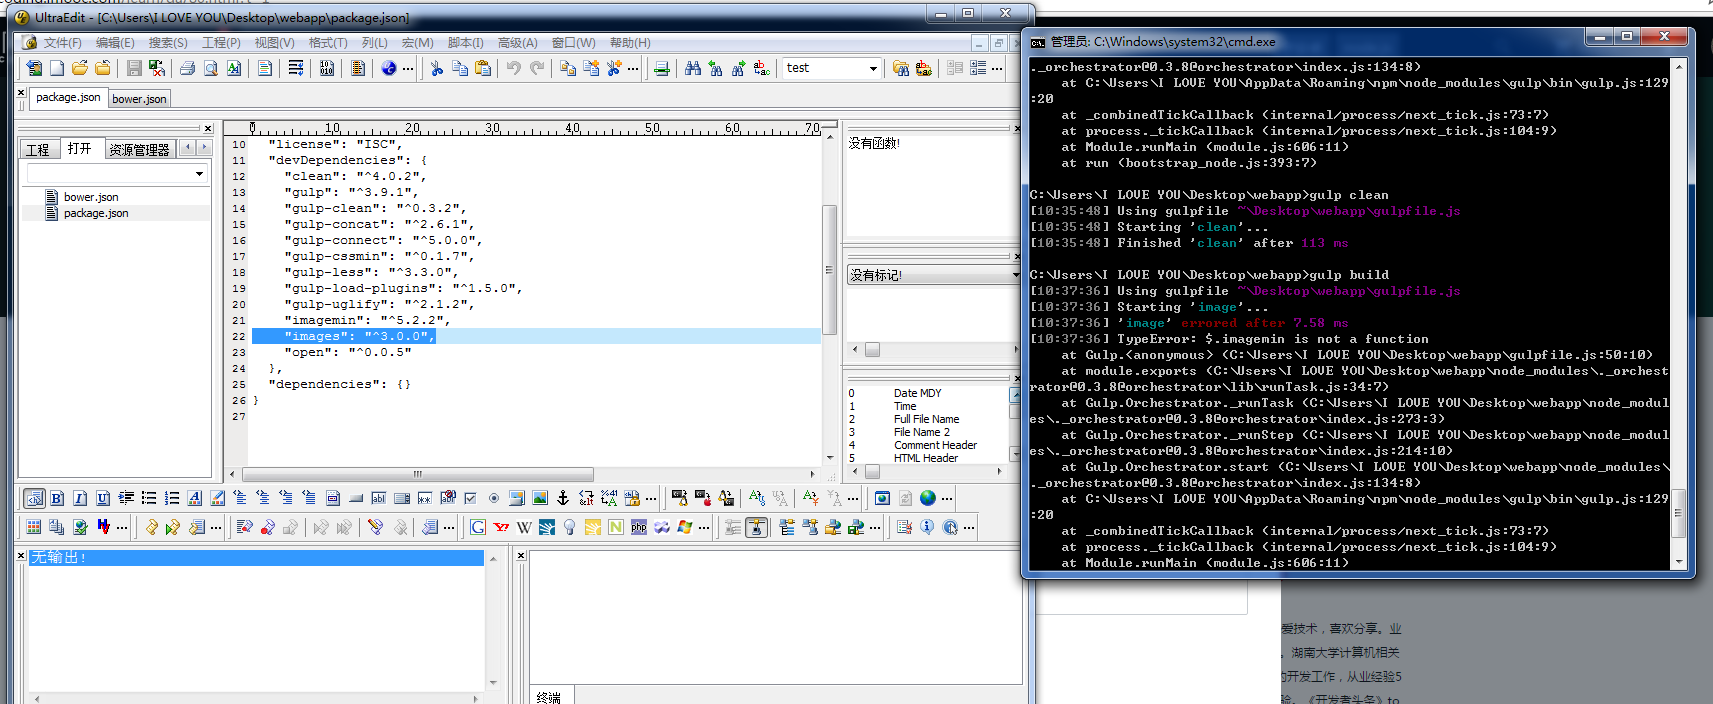 UltraEdit - [C:\Users\I LOVE YOU\Desktop\webapp\package.json]
文件(F) 编辑(E) 搜索(S) 工程(P) 视图(V) 格式(T) 列(L) 宏(M) 脚本(I) 高级(A) 窗口(W) 帮助(H)
test
package.json bower.json
工程 打开 资源管理器
bower.json
package.json
0 10 20 30 40 50 60 70
10 "license": "ISC",
11 "devDependencies": {
12 "clean": "^4.0.2",
13 "gulp": "^3.9.1",
14 "gulp-clean": "^0.3.2",
15 "gulp-concat": "^2.6.1",
16 "gulp-connect": "^5.0.0",
17 "gulp-cssmin": "^0.1.7",
18 "gulp-less": "^3.3.0",
19 "gulp-load-plugins": "^1.5.0",
20 "gulp-uglify": "^2.1.2",
21 "imagemin": "^5.2.2",
22 "images": "^3.0.0",
23 "open": "^0.0.5"
24 },
25 "dependencies": {}
26 }
27
没有函数!
没有标记!
0 Date MDY
1 Time
2 Full File Name
3 File Name 2
4 Comment Header
5 HTML Header
无输出!
终端
管理员: C:\Windows\system32\cmd.exe
._orchestrator@0.3.8@orchestrator\index.js:134:8)
at C:\Users\I LOVE YOU\AppData\Roaming\npm\node_modules\gulp\bin\gulp.js:129
:20
at _combinedTickCallback (internal/process/next_tick.js:73:7)
at process._tickCallback (internal/process/next_tick.js:104:9)
at Module.runMain (module.js:606:11)
at run (bootstrap_node.js:393:7)
C:\Users\I LOVE YOU\Desktop\webapp>gulp clean
[10:35:48] Using gulpfile ~\Desktop\webapp\gulpfile.js
[10:35:48] Starting 'clean'...
[10:35:48] Finished 'clean' after 113 ms
C:\Users\I LOVE YOU\Desktop\webapp>gulp build
[10:37:36] Using gulpfile ~\Desktop\webapp\gulpfile.js
[10:37:36] Starting 'image'...
[10:37:36] 'image' errored after 7.58 ms
[10:37:36] TypeError: $.imagemin is not a function
at Gulp.<anonymous> (C:\Users\I LOVE YOU\Desktop\webapp\gulpfile.js:50:10)
at module.exports (C:\Users\I LOVE YOU\Desktop\webapp\node_modules\._orchest
rator@0.3.8@orchestrator\lib\runTask.js:34:7)
at Gulp.Orchestrator._runTask (C:\Users\I LOVE YOU\Desktop\webapp\node_modul
es\._orchestrator@0.3.8@orchestrator\index.js:273:3)
at Gulp.Orchestrator._runStep (C:\Users\I LOVE YOU\Desktop\webapp\node_modul
es\._orchestrator@0.3.8@orchestrator\index.js:214:10)
at Gulp.Orchestrator.start (C:\Users\I LOVE YOU\Desktop\webapp\node_modules\
._orchestrator@0.3.8@orchestrator\index.js:134:8)
at C:\Users\I LOVE YOU\AppData\Roaming\npm\node_modules\gulp\bin\gulp.js:129
:20
at _combinedTickCallback (internal/process/next_tick.js:73:7)
at process._tickCallback (internal/process/next_tick.js:104:9)
at Module.runMain (module.js:606:11)
爱技术，喜欢分享。业
湖南大学计算机相关
的开发工作，从业经验5
《开发者头条》to